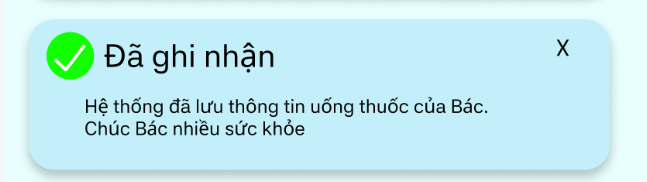 Đã ghi nhận
X
Hệ thống đã lưu thông tin uống thuốc của Bác.
Chúc Bác nhiều sức khỏe